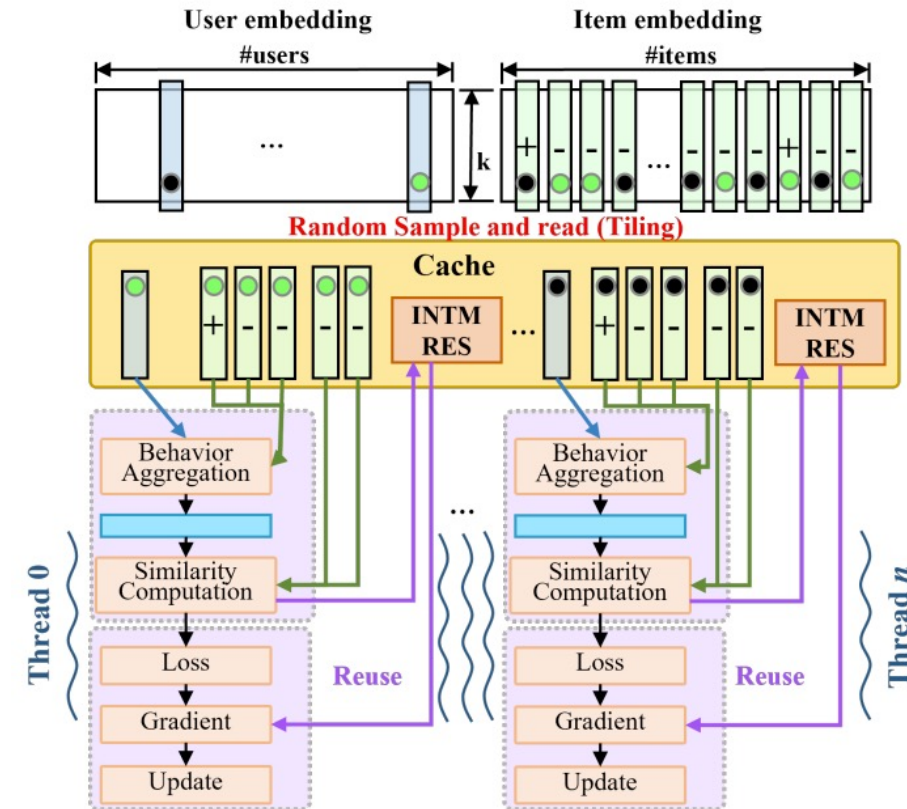 User embedding
Item embedding
#users
#items
...
k
+ - - - ... - - - + - -
Random Sample and read (Tiling)
Cache
+ - - - -
INTM
RES
...
+ - - - -
INTM
RES
Behavior
Aggregation
Behavior
Aggregation
...
Similarity
Computation
Similarity
Computation
Thread 0
Thread n
Loss
Reuse
Loss
Reuse
Gradient
Gradient
Update
Update